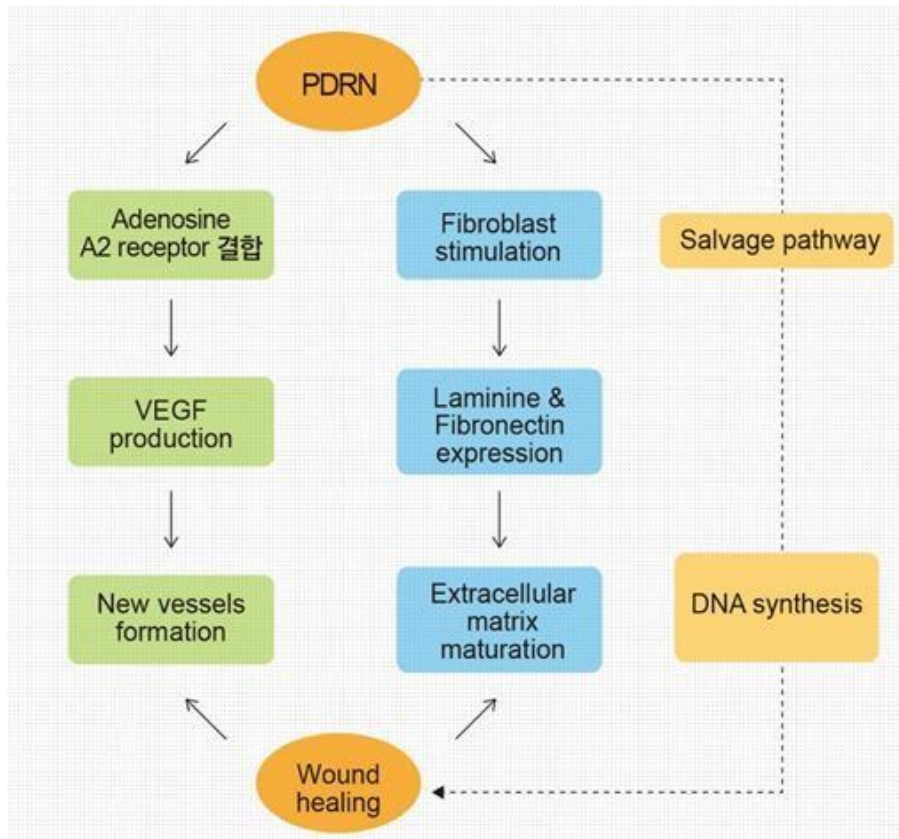 PDRN
Adenosine
A2 receptor 결합
Fibroblast
stimulation
Salvage pathway
VEGF
production
Laminine &
Fibronectin
expression
New vessels
formation
Extracellular
matrix
maturation
DNA synthesis
Wound
healing